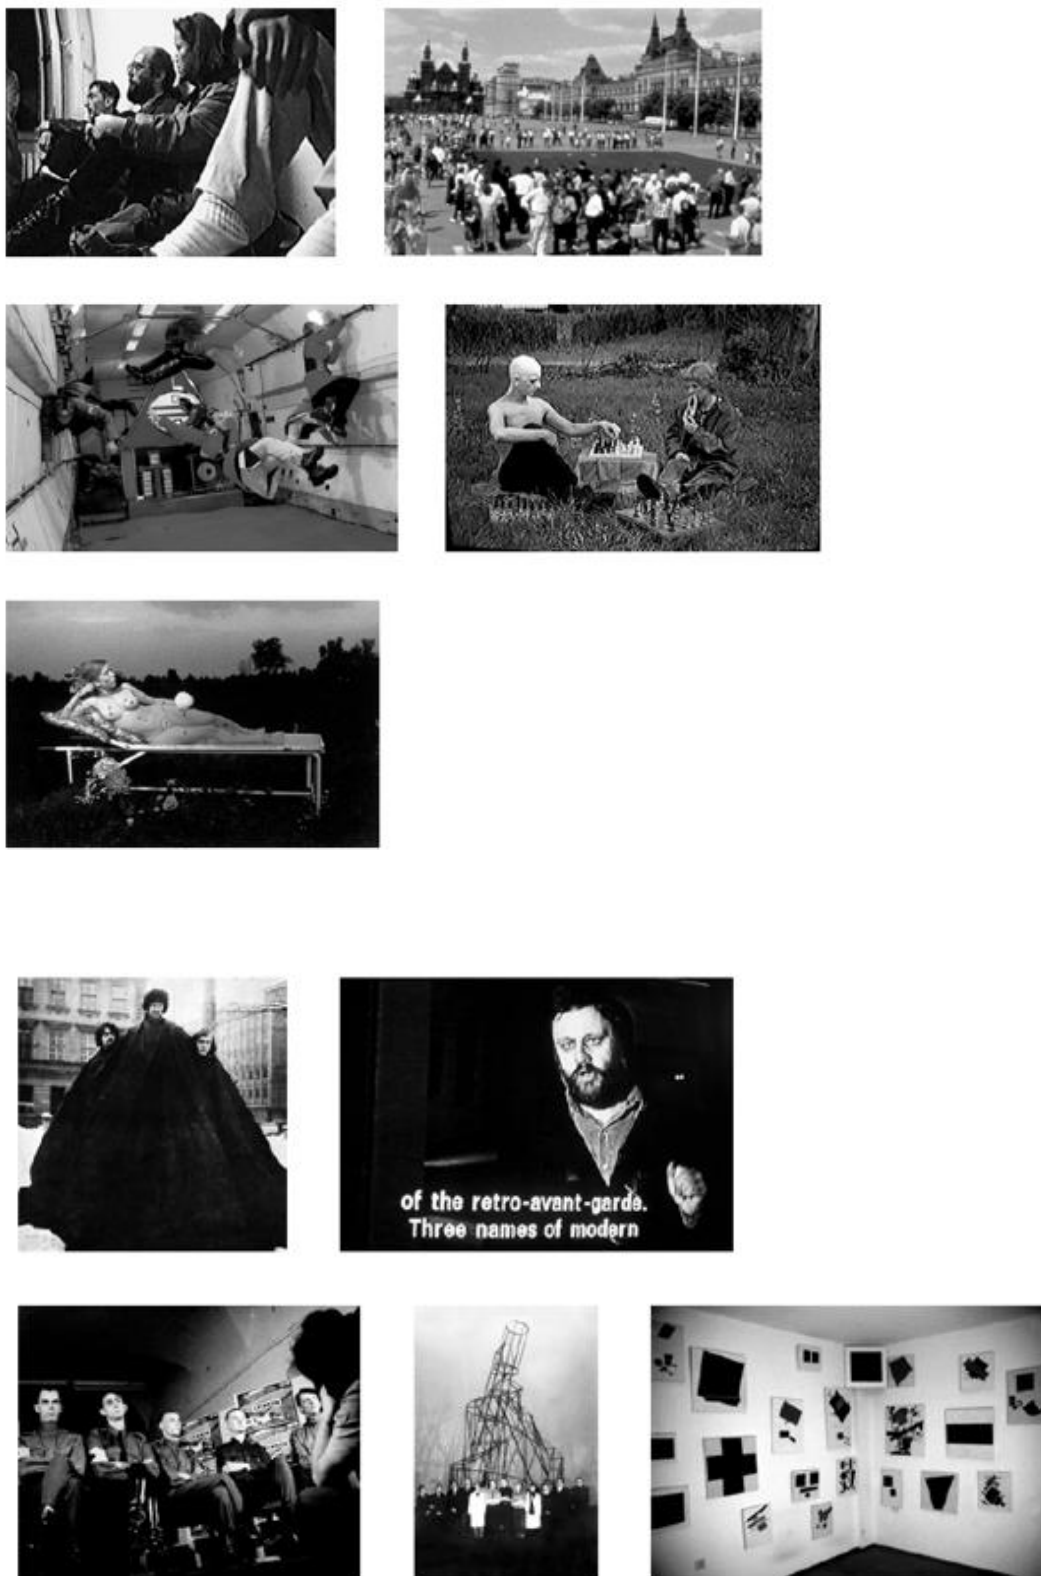 of the retro-avant-garde.
Three names of modern